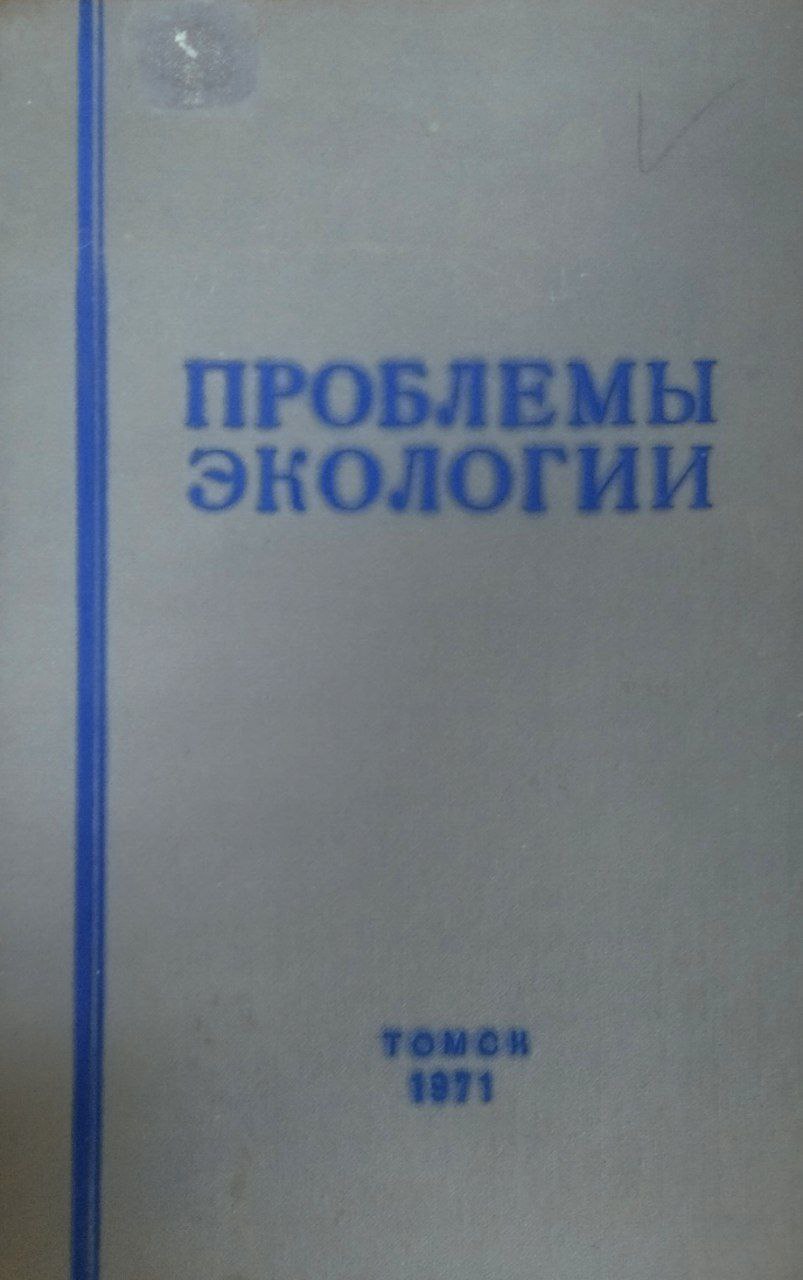 ПРОБЛЕМЫ
ЭКОЛОГИИ
ТОМСК
1971